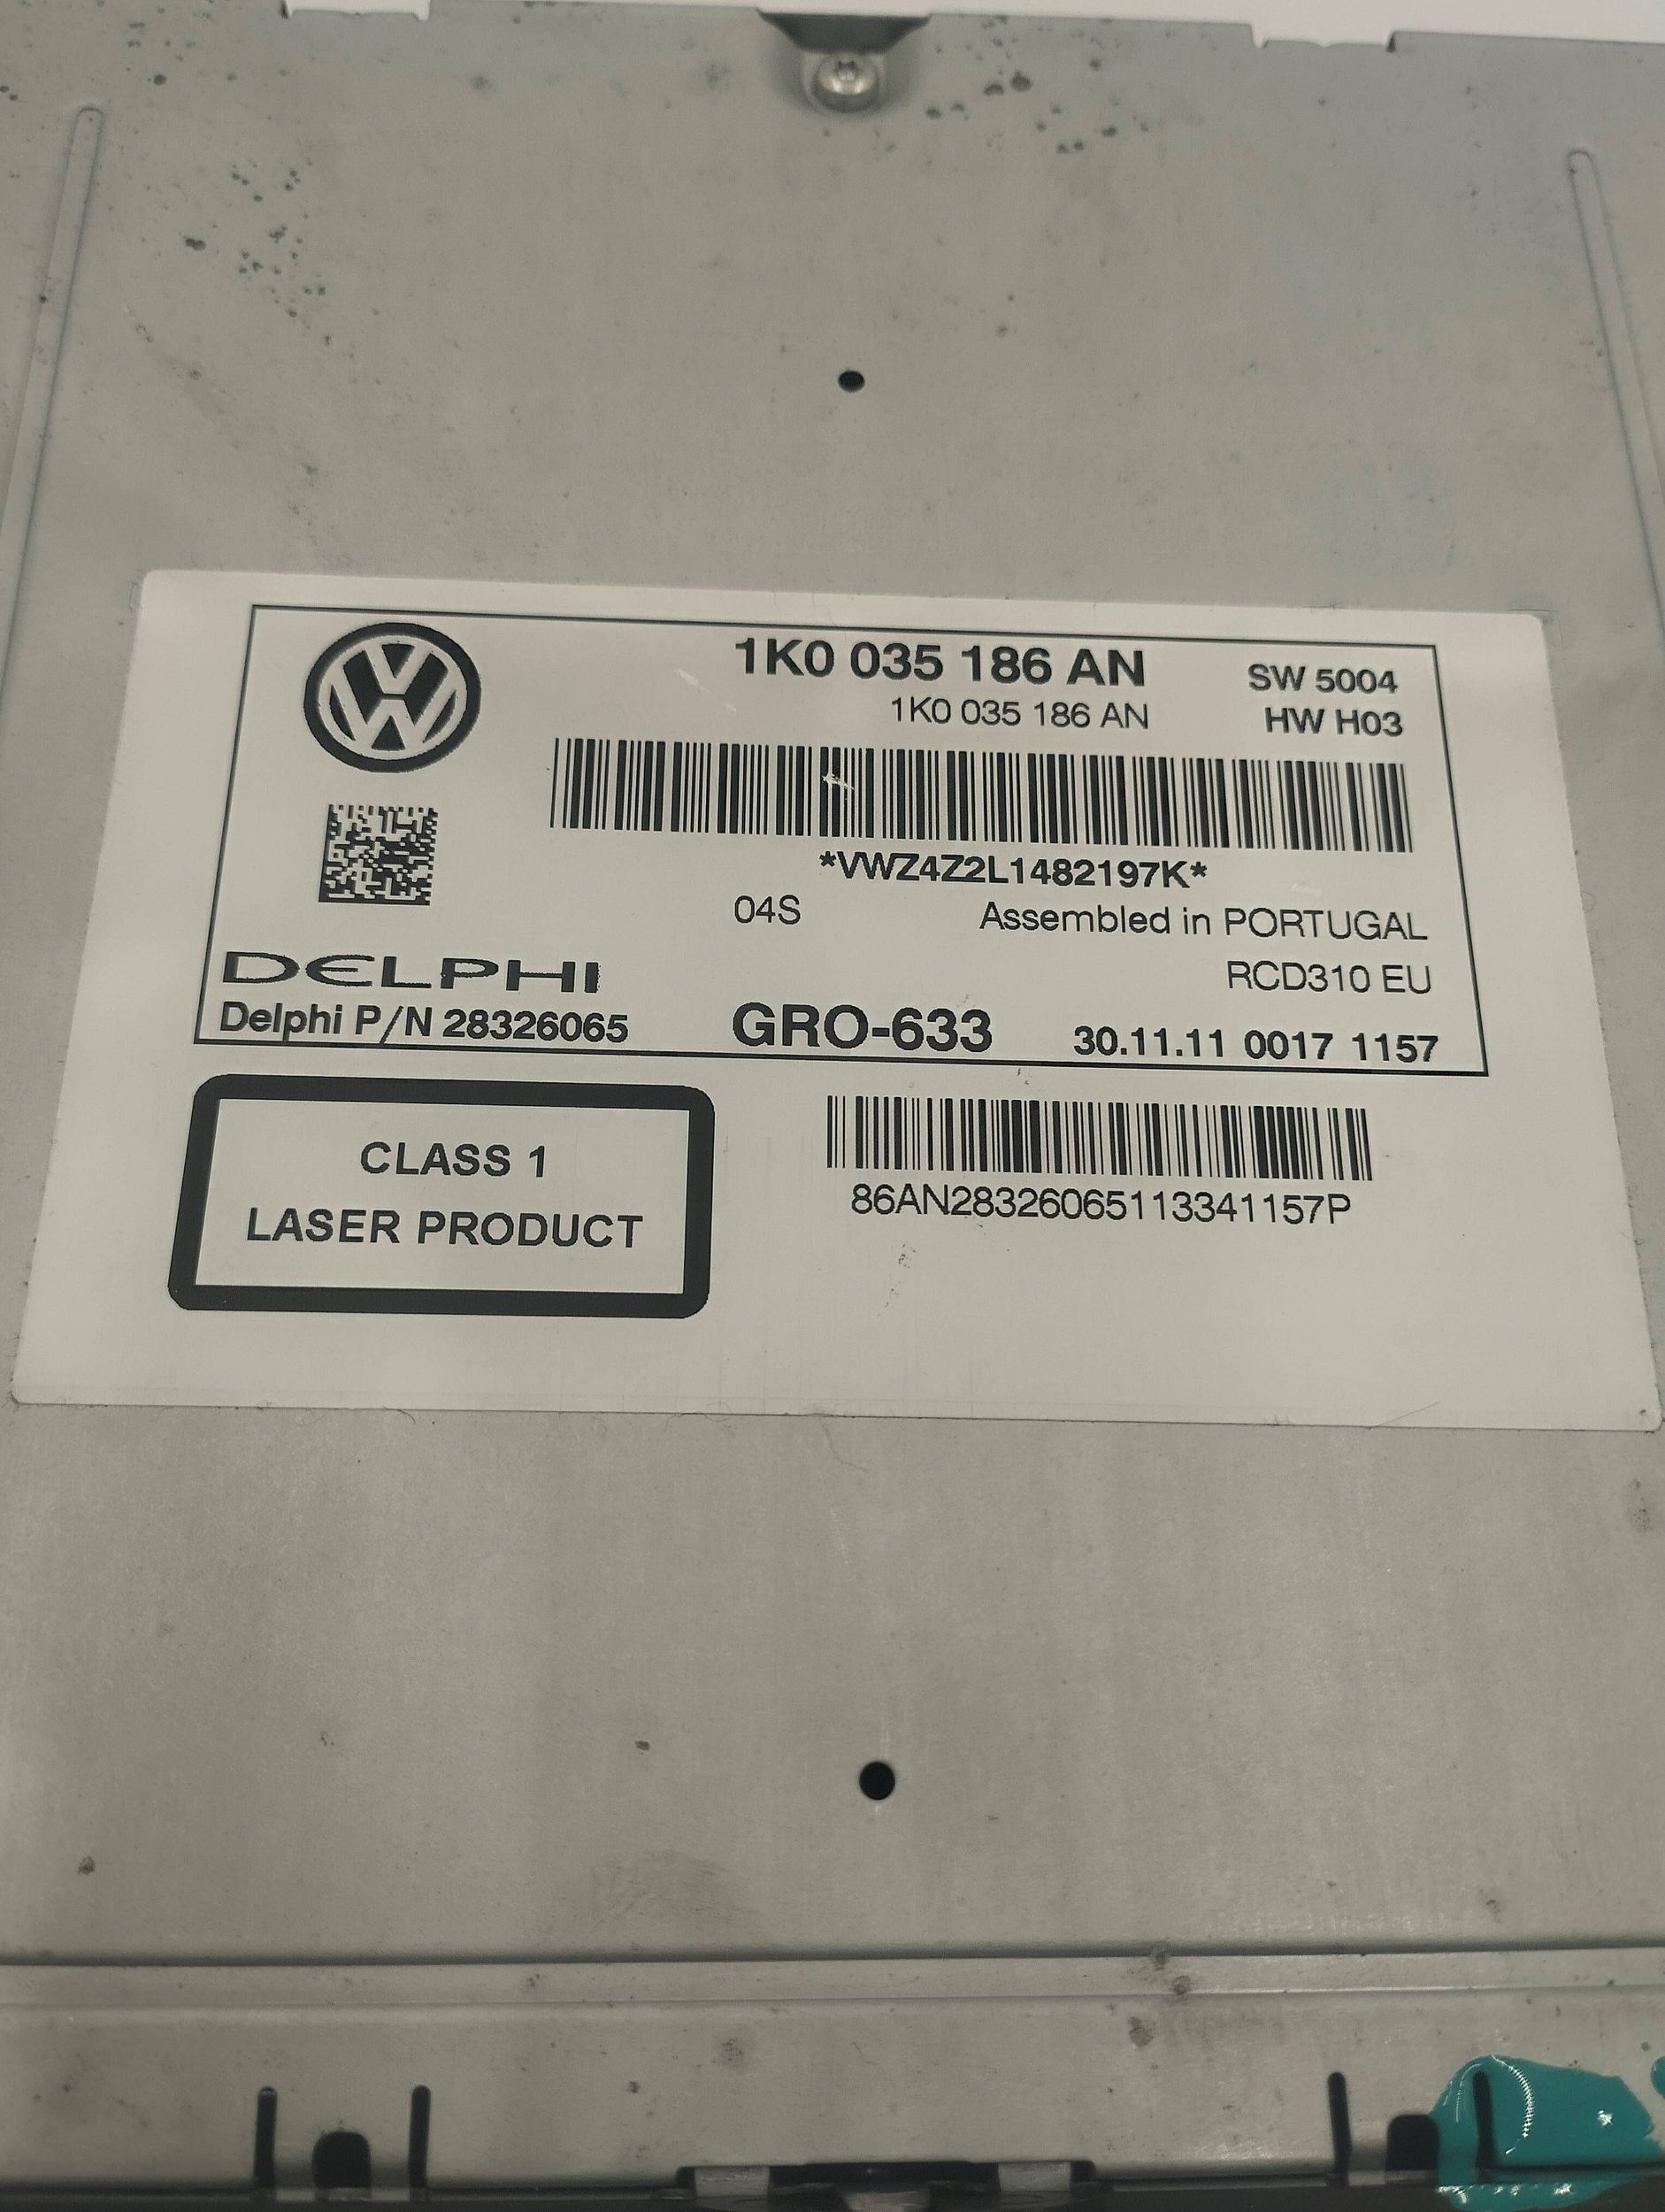 1K0 035 186 AN
SW 5004
1K0 035 186 AN
HW H03
*VWZ4Z2L1482197K*
04S
Assembled in PORTUGAL
DELPHI
RCD310 EU
Delphi P/N 28326065
GRO-633
30.11.11 0017 1157
CLASS 1
LASER PRODUCT
86AN28326065113341157P